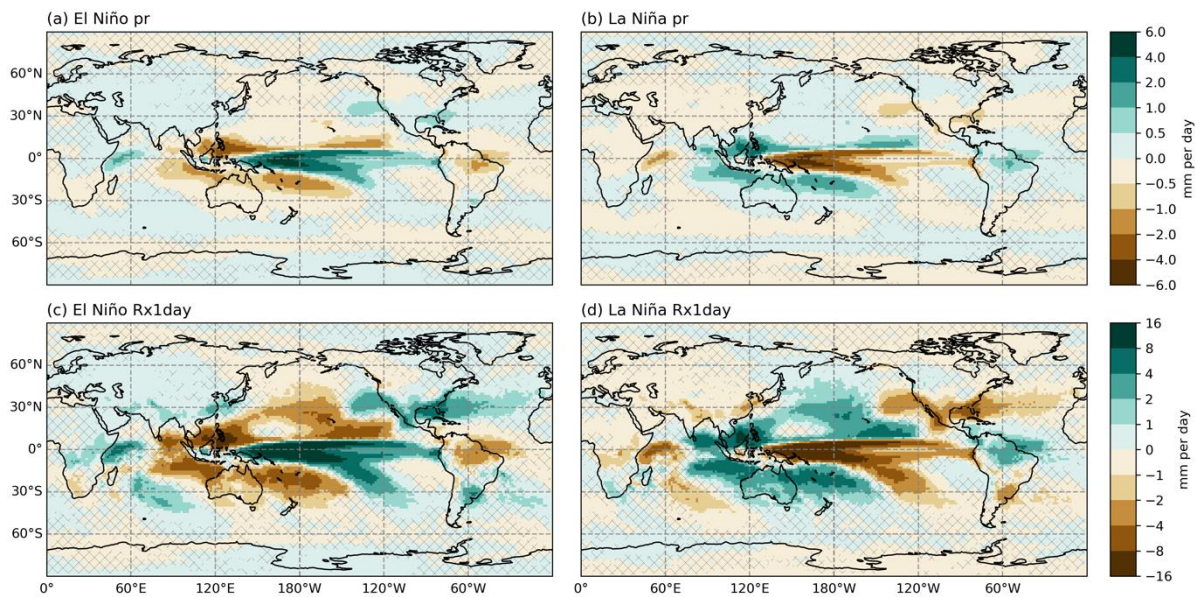 (a) El Niño pr
(b) La Niña pr
60°N
30°N
0°
30°S
60°S
6.0
4.0
2.0
1.0
0.5
0.0
−0.5
−1.0
−2.0
−4.0
−6.0
mm per day
(c) El Niño Rx1day
(d) La Niña Rx1day
60°N
30°N
0°
30°S
60°S
0°
60°E
120°E
180°W
120°W
60°W
0°
60°E
120°E
180°W
120°W
60°W
16
8
4
2
1
0
−1
−2
−4
−8
−16
mm per day